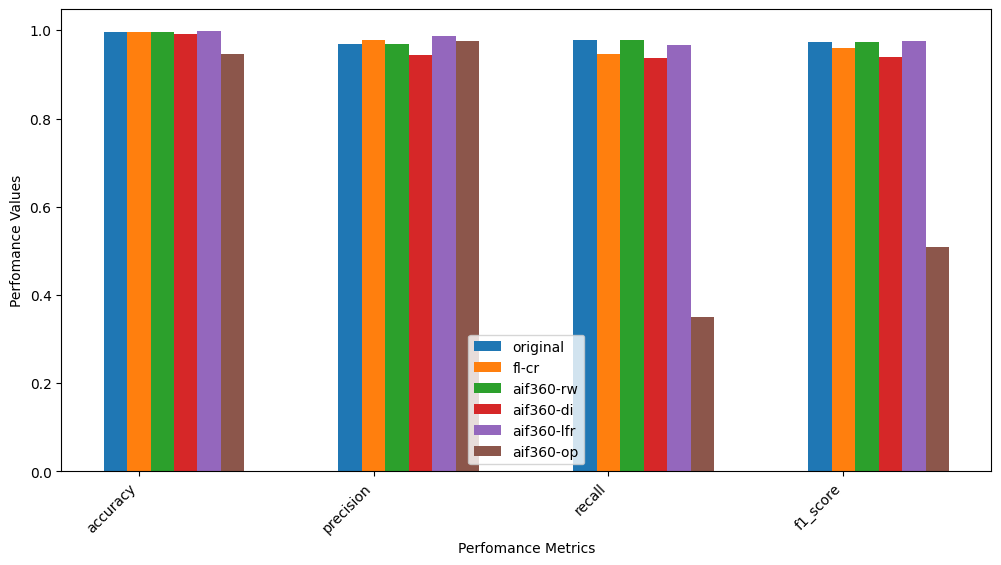 1.0
0.8
0.6
0.4
0.2
0.0
Perfomance Values
original
fl-cr
aif360-rw
aif360-di
aif360-lfr
aif360-op
accuracy
precision
recall
f1_score
Perfomance Metrics